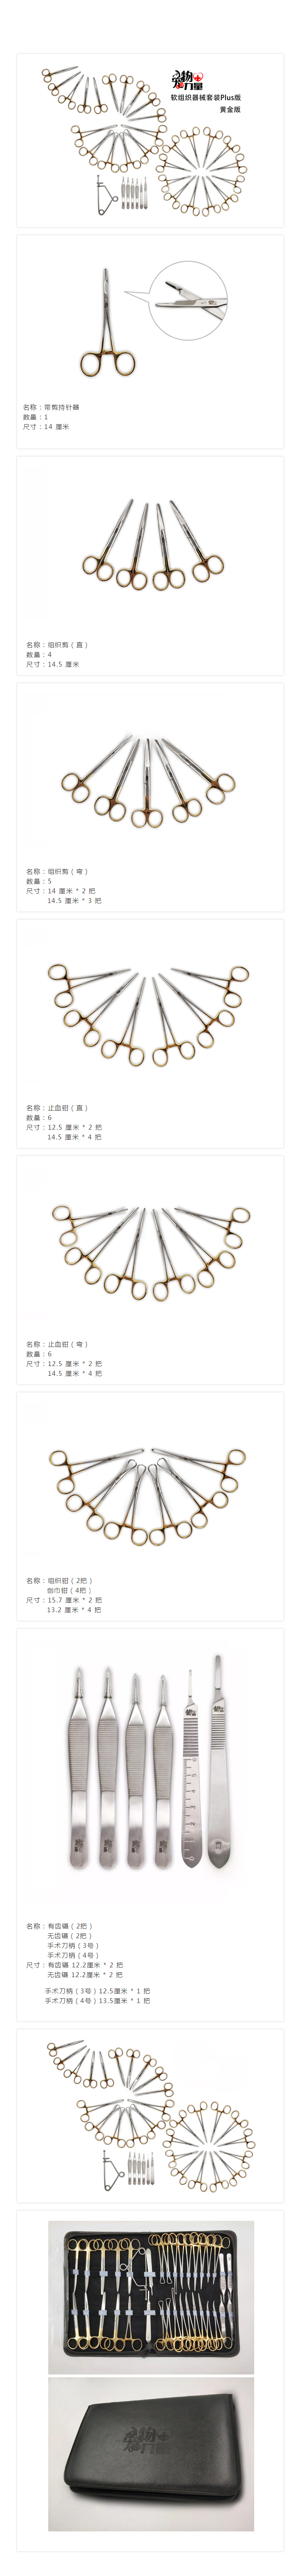 宠物
力量
软组织器械套装Plus版
黄金版
名称：带剪持针器
数量：1
尺寸：14 厘米
名称：组织剪（直）
数量：4
尺寸：14.5 厘米
名称：组织剪（弯）
数量：5
尺寸：14 厘米 * 2 把
14.5 厘米 * 3 把
名称：止血钳（直）
数量：6
尺寸：12.5 厘米 * 2 把
14.5 厘米 * 4 把
名称：止血钳（弯）
数量：6
尺寸：12.5 厘米 * 2 把
14.5 厘米 * 4 把
名称：组织钳（2把）
创巾钳（4把）
尺寸：15.7 厘米 * 2 把
13.2 厘米 * 4 把
名称：有齿镊（2把）
无齿镊（2把）
手术刀柄（3号）
手术刀柄（4号）
尺寸：有齿镊 12.2厘米 * 2 把
无齿镊 12.2厘米 * 2 把
手术刀柄（3号）12.5厘米 * 1 把
手术刀柄（4号）13.5厘米 * 1 把